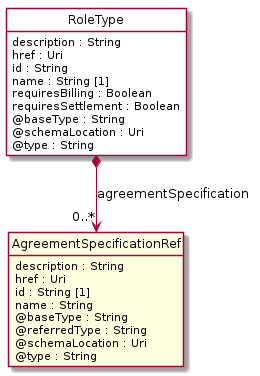 RoleType
description : String
href : Uri
id : String
name : String [1]
requiresBilling : Boolean
requiresSettlement : Boolean
@baseType : String
@schemaLocation : Uri
@type : String
agreementSpecification
0..*
AgreementSpecificationRef
description : String
href : Uri
id : String [1]
name : String
@baseType : String
@referredType : String
@schemaLocation : Uri
@type : String